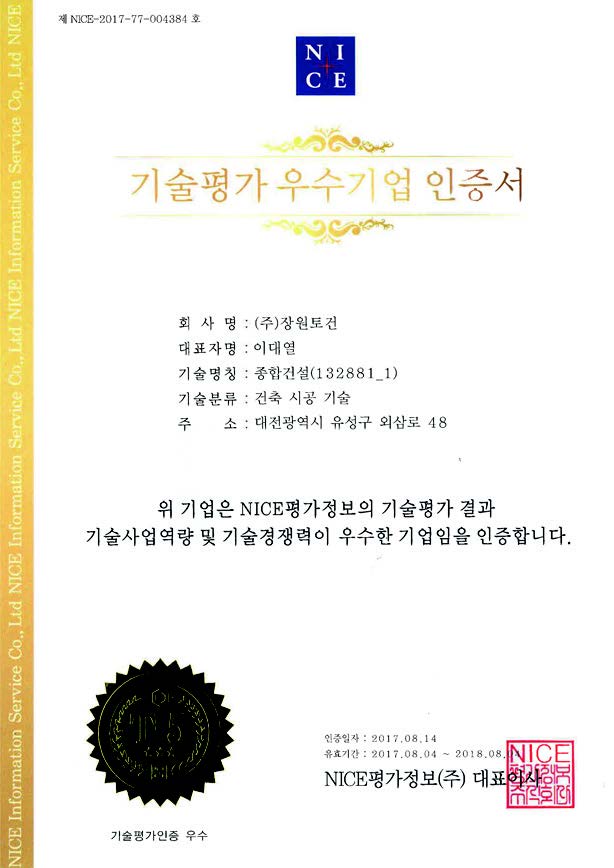 제 NICE-2017-77-004384 호
N I
C E
기술평가 우수기업 인증서
회 사 명 : (주)장원토건
대표자명 : 이대열
기술명칭 : 종합건설(132881_1)
기술분류 : 건축 시공 기술
주 소 : 대전광역시 유성구 외삼로 48
위 기업은 NICE평가정보의 기술평가 결과
기술사업역량 및 기술경쟁력이 우수한 기업임을 인증합니다.
인증일자 : 2017.08.14
유효기간 : 2017.08.04 ~ 2018.08.
NICE평가정보(주) 대표이사
NICE
기술평가인증 우수
NICE Information Service Co., Ltd NICE Information Service Co., Ltd NICE Information Service Co., Ltd NICE